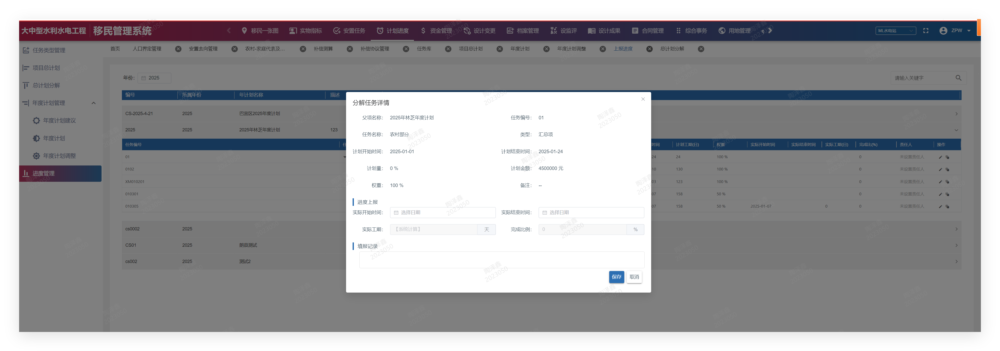 大中型水利水电工程 移民管理系统 移民一张图 实物指标 安置任务 计划进度 资金管理 设计变更 档案管理 设监评 设计成果 合同管理 综合事务 用地管理 ML水电站 ZPW
首页 人口界定管理 安置去向管理 农村-家庭代表及... 补偿测算 补偿协议管理 任务库 项目总计划 年度计划 年度计划调整 上报进度 总计划分解
任务类型管理
项目总计划
总计划分解
年度计划管理
年度计划建议
年度计划
年度计划调整
进度管理
年份： 2025 请输入关键字
编号 所属年份 年计划名称 描述
CS-2025-4-21 2025 巴宜区2025年度计划
2025 2025 2025年林芝年度计划 123
任务编号 任 时间 计划工期(日) 权重 实际开始时间 实际结束时间 实际工期(日) 完成比(%) 责任人 操作
01 24 24 100 % 0 未设置责任人
0102 10 130 100 % 0 未设置责任人
XM010201 03 123 100 % 0 未设置责任人
010301 07 158 50 % 0 未设置责任人
010305 07 158 50 % 2025-01-07 0 0 未设置责任人
cs0002 2025
CS01 2025 朗县测试
cs002 2025 测试2
分解任务详情
父项名称： 2025年林芝年度计划 任务编号： 01
任务名称： 农村部分 类型： 汇总项
计划开始时间： 2025-01-01 计划结束时间： 2025-01-24
计划量： 0 % 计划金额： 4500000 元
权重： 100 % 备注： --
进度上报
实际开始时间： 选择日期 实际结束时间： 选择日期
实际工期： 【系统计算】 天 完成比例： 0 %
填报记录
保存 取消
陶泽鑫
2023050